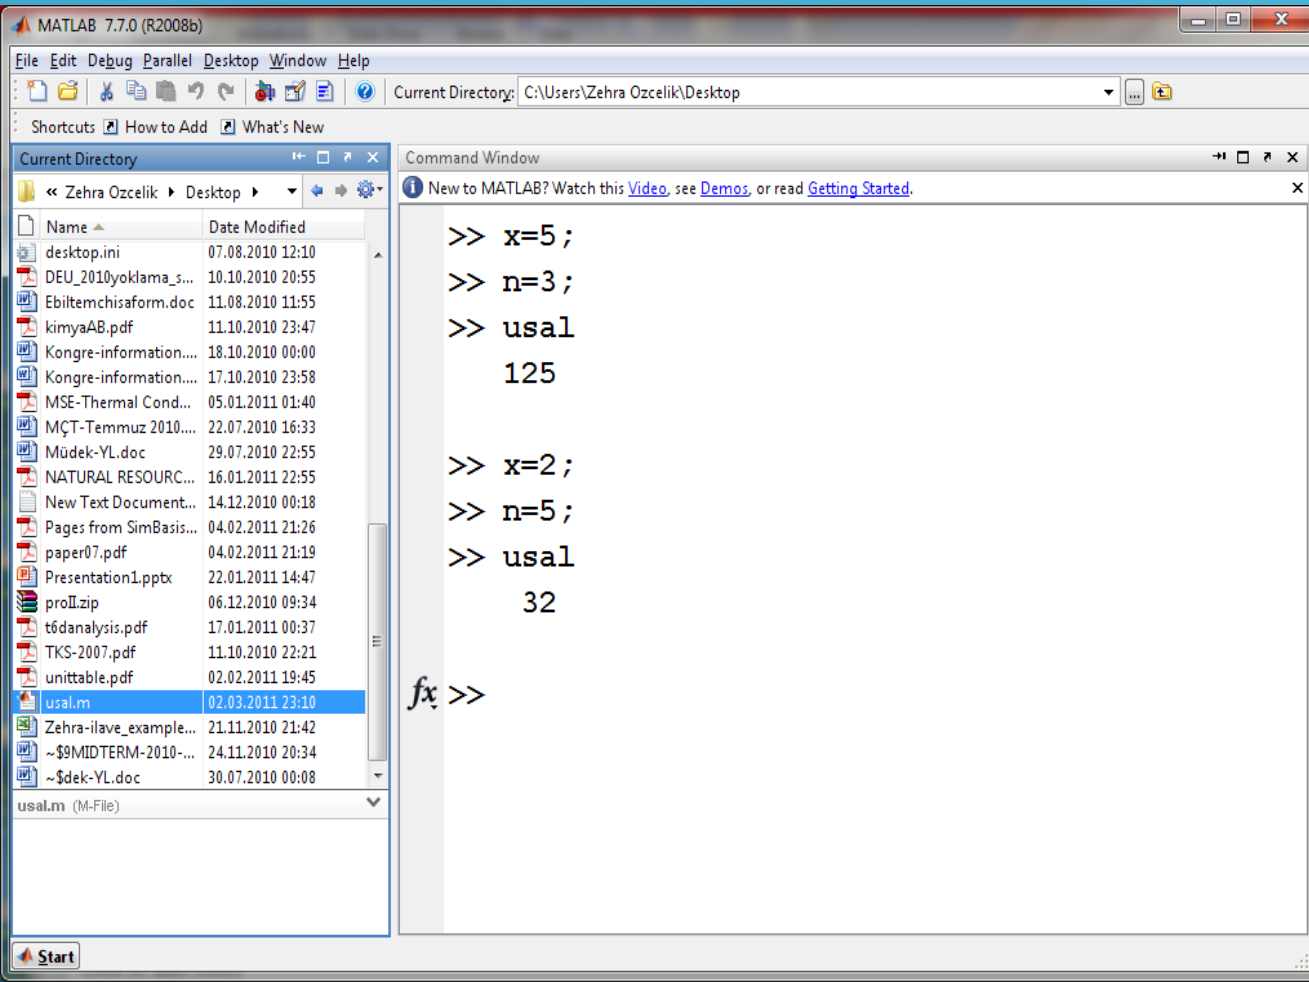 MATLAB 7.7.0 (R2008b)
File Edit Debug Parallel Desktop Window Help
Current Directory: C:\Users\Zehra Ozcelik\Desktop
Shortcuts How to Add What's New
Current Directory
« Zehra Ozcelik Desktop
Name Date Modified
desktop.ini 07.08.2010 12:10
DEU_2010yoklama_s... 10.10.2010 20:55
Ebiltemchisaform.doc 11.08.2010 11:55
kimyaAB.pdf 11.10.2010 23:47
Kongre-information.... 18.10.2010 00:00
Kongre-information.... 17.10.2010 23:58
MSE-Thermal Cond... 05.01.2011 01:40
MÇT-Temmuz 2010.... 22.07.2010 16:33
Müdek-YL.doc 29.07.2010 22:55
NATURAL RESOURC... 16.01.2011 22:55
New Text Document... 14.12.2010 00:18
Pages from SimBasis... 04.02.2011 21:26
paper07.pdf 04.02.2011 21:19
Presentation1.pptx 22.01.2011 14:47
proII.zip 06.12.2010 09:34
t6danalysis.pdf 17.01.2011 00:37
TKS-2007.pdf 11.10.2010 22:21
unittable.pdf 02.02.2011 19:45
usal.m 02.03.2011 23:10
Zehra-ilave_example... 21.11.2010 21:42
~$9MIDTERM-2010-... 24.11.2010 20:34
~$dek-YL.doc 30.07.2010 00:08
usal.m (M-File)
Command Window
New to MATLAB? Watch this Video, see Demos, or read Getting Started.
>> x=5;
>> n=3;
>> usal
125
>> x=2;
>> n=5;
>> usal
32
fx >>
Start